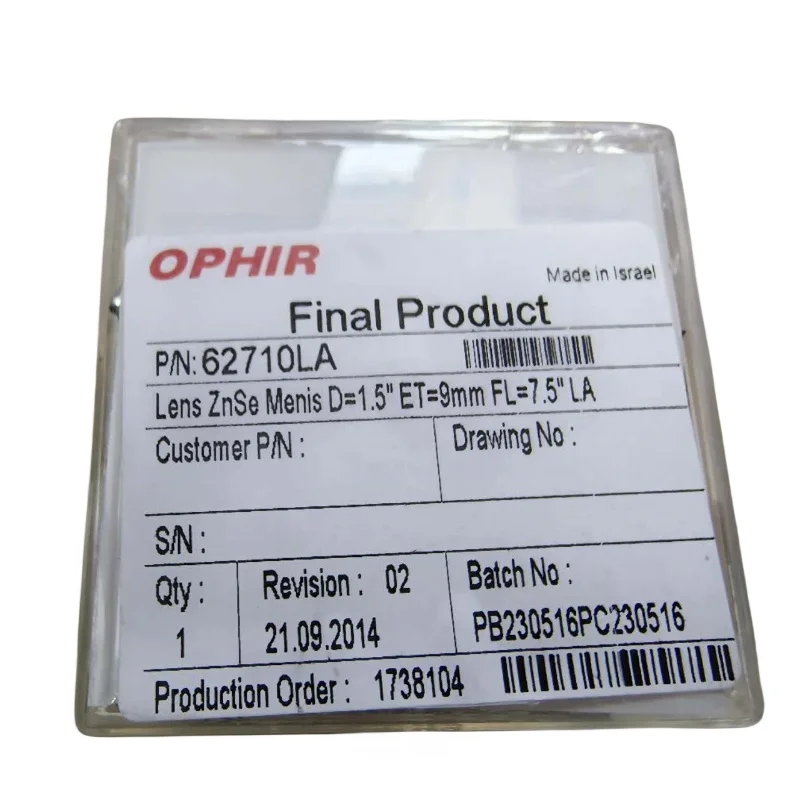 OPHIR
Made in Israel
Final Product
P/N: 62710LA
Lens ZnSe Menis D=1.5" ET=9mm FL=7.5" LA
Customer P/N :
Drawing No :
S/N :
Qty : Revision : 02 Batch No :
1 21.09.2014 PB230516PC230516
Production Order : 1738104